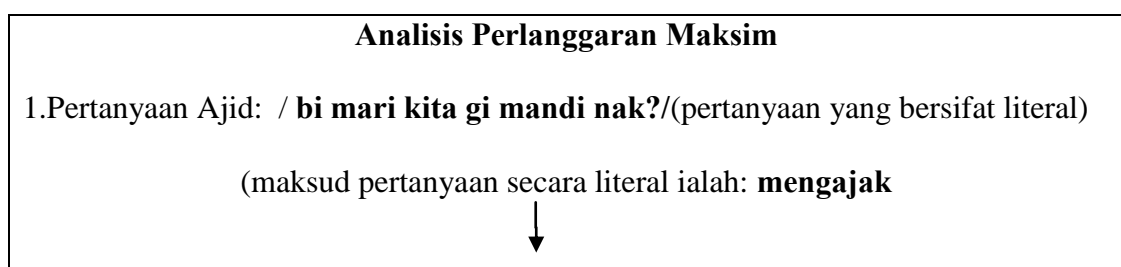 Analisis Perlanggaran Maksim
1.Pertanyaan Ajid: / bi mari kita gi mandi nak?/(pertanyaan yang bersifat literal)
(maksud pertanyaan secara literal ialah: mengajak